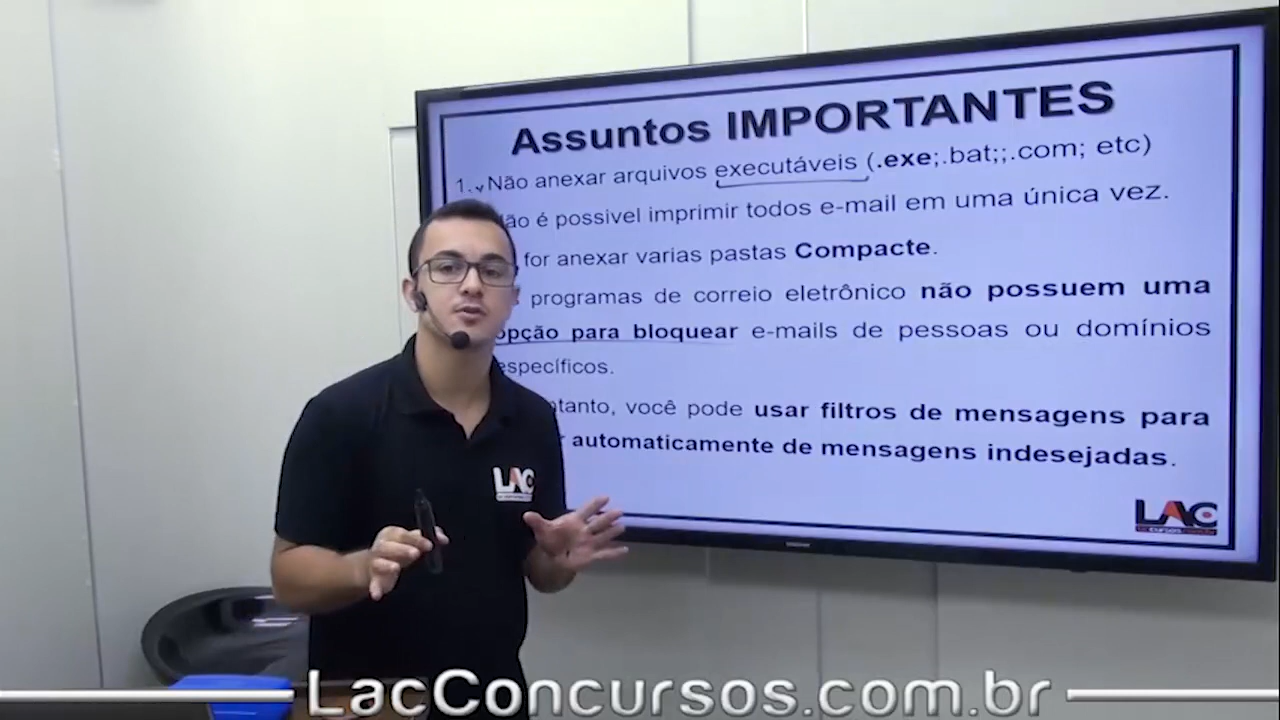 Assuntos IMPORTANTES
1. Não anexar arquivos executáveis (.exe;.bat;;.com; etc)
é possivel imprimir todos e-mail em uma única vez.
for anexar varias pastas Compacte.
programas de correio eletrônico não possuem uma
opção para bloquear e-mails de pessoas ou domínios
específicos.
você pode usar filtros de mensagens para
automaticamente de mensagens indesejadas.
LAC
LAC
LacConcursos.com.br